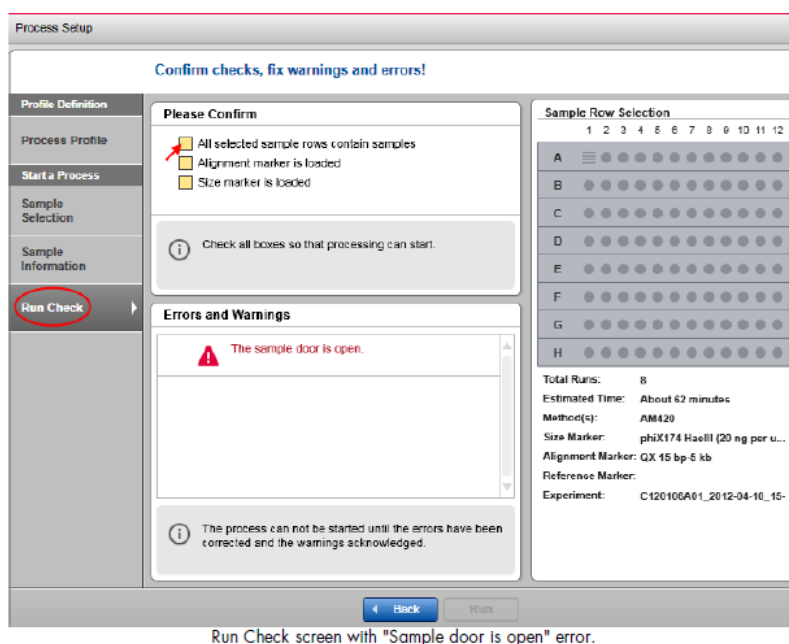 Process Setup
Confirm checks, fix warnings and errors!
Profile Definition
Process Profile
Start a Process
Sample
Selection
Sample
Information
Run Check
Please Confirm
All selected sample rows contain samples
Alignment marker is loaded
Size marker is loaded
Check all boxes so that processing can start.
Errors and Warnings
The sample door is open.
The process can not be started until the errors have been
corrected and the warnings acknowledged.
Sample Row Selection
1 2 3 4 5 6 7 8 9 10 11 12
A
B
C
D
E
F
G
H
Total Runs: 8
Estimated Time: About 62 minutes
Method(s): AM420
Size Marker: phiX174 HaeIII (20 ng per u...
Alignment Marker: QX 15 bp-5 kb
Reference Marker:
Experiment: C120106A01_2012-04-10_15-
Back Run
Run Check screen with "Sample door is open" error.